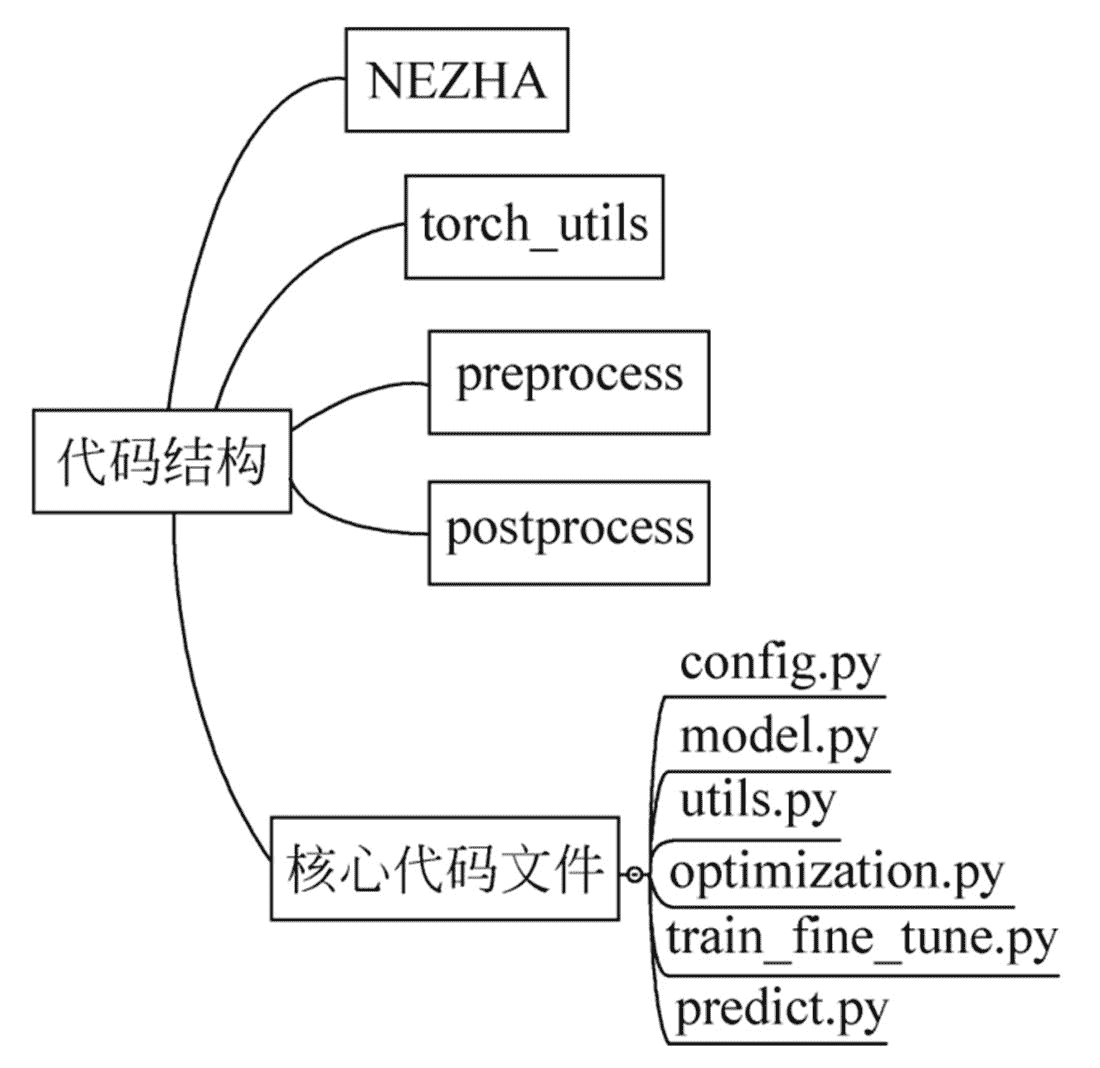 NEZHA
torch_utils
preprocess
代码结构
postprocess
config.py
model.py
utils.py
核心代码文件
optimization.py
train_fine_tune.py
predict.py